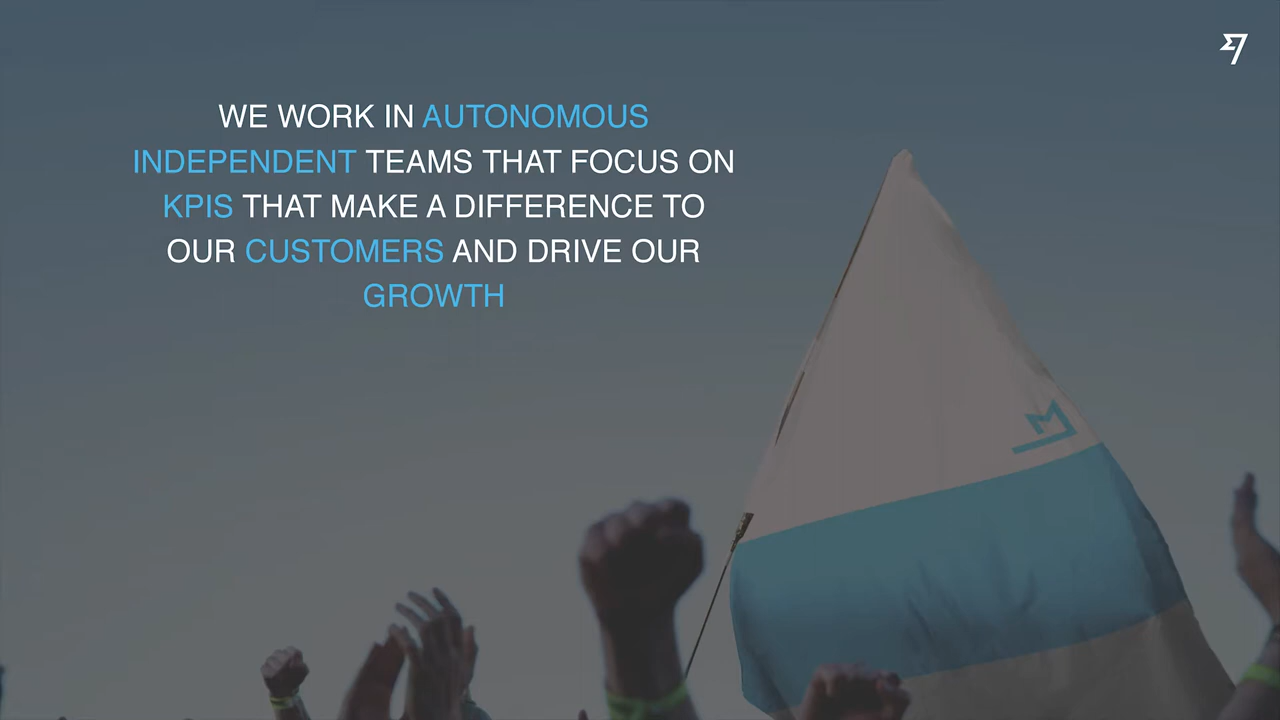 WE WORK IN AUTONOMOUS
INDEPENDENT TEAMS THAT FOCUS ON
KPIS THAT MAKE A DIFFERENCE TO
OUR CUSTOMERS AND DRIVE OUR
GROWTH